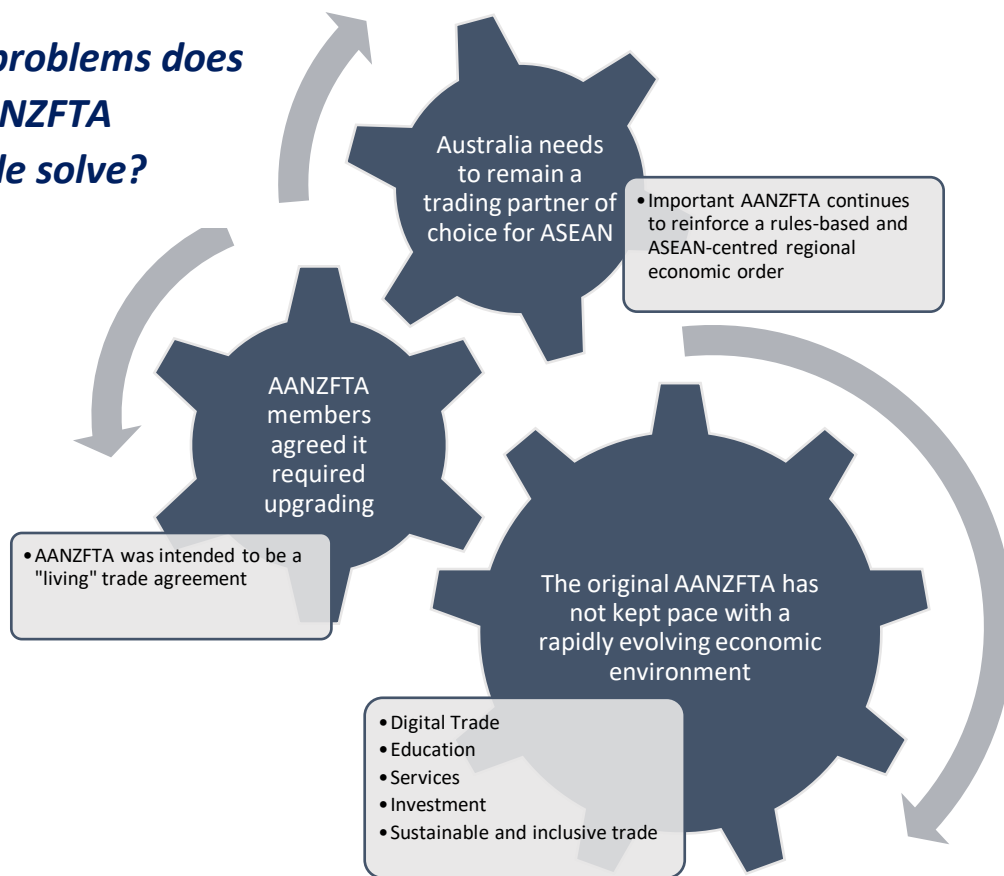 problems does
NZFTA
le solve?
Australia needs
to remain a
trading partner of
choice for ASEAN
•Important AANZFTA continues
to reinforce a rules-based and
ASEAN-centred regional
economic order
AANZFTA
members
agreed it
required
upgrading
•AANZFTA was intended to be a
"living" trade agreement
The original AANZFTA has
not kept pace with a
rapidly evolving economic
environment
•Digital Trade
•Education
•Services
•Investment
•Sustainable and inclusive trade